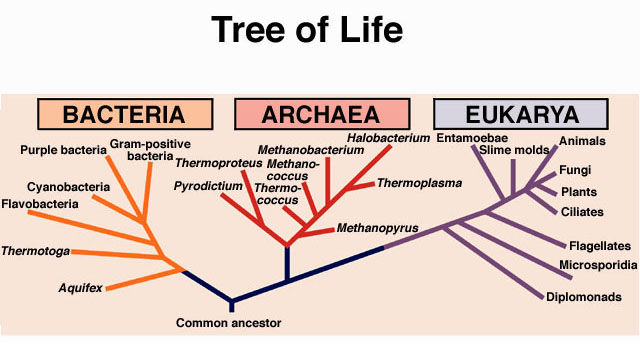 Tree of Life
BACTERIA
ARCHAEA
EUKARYA
Purple bacteria
Gram-positive
bacteria
Cyanobacteria
Flavobacteria
Thermotoga
Aquifex
Thermoproteus
Pyrodictium
Methanobacterium
Methano-
coccus
Thermo-
coccus
Halobacterium
Thermoplasma
Methanopyrus
Entamoebae
Slime molds
Animals
Fungi
Plants
Ciliates
Flagellates
Microsporidia
Diplomonads
Common ancestor